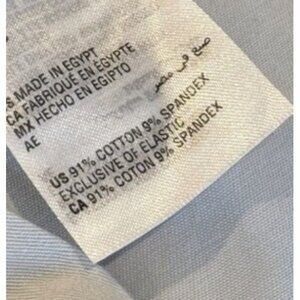 S MADE IN EGYPT
CA FABRIQUE EN ÉGYPTE
MX HECHO EN EGIPTO
AE
صنع في مصر
US 91% COTTON 9% SPANDEX
EXCLUSIVE OF ELASTIC
CA 91% COTON 9% SPANDEX